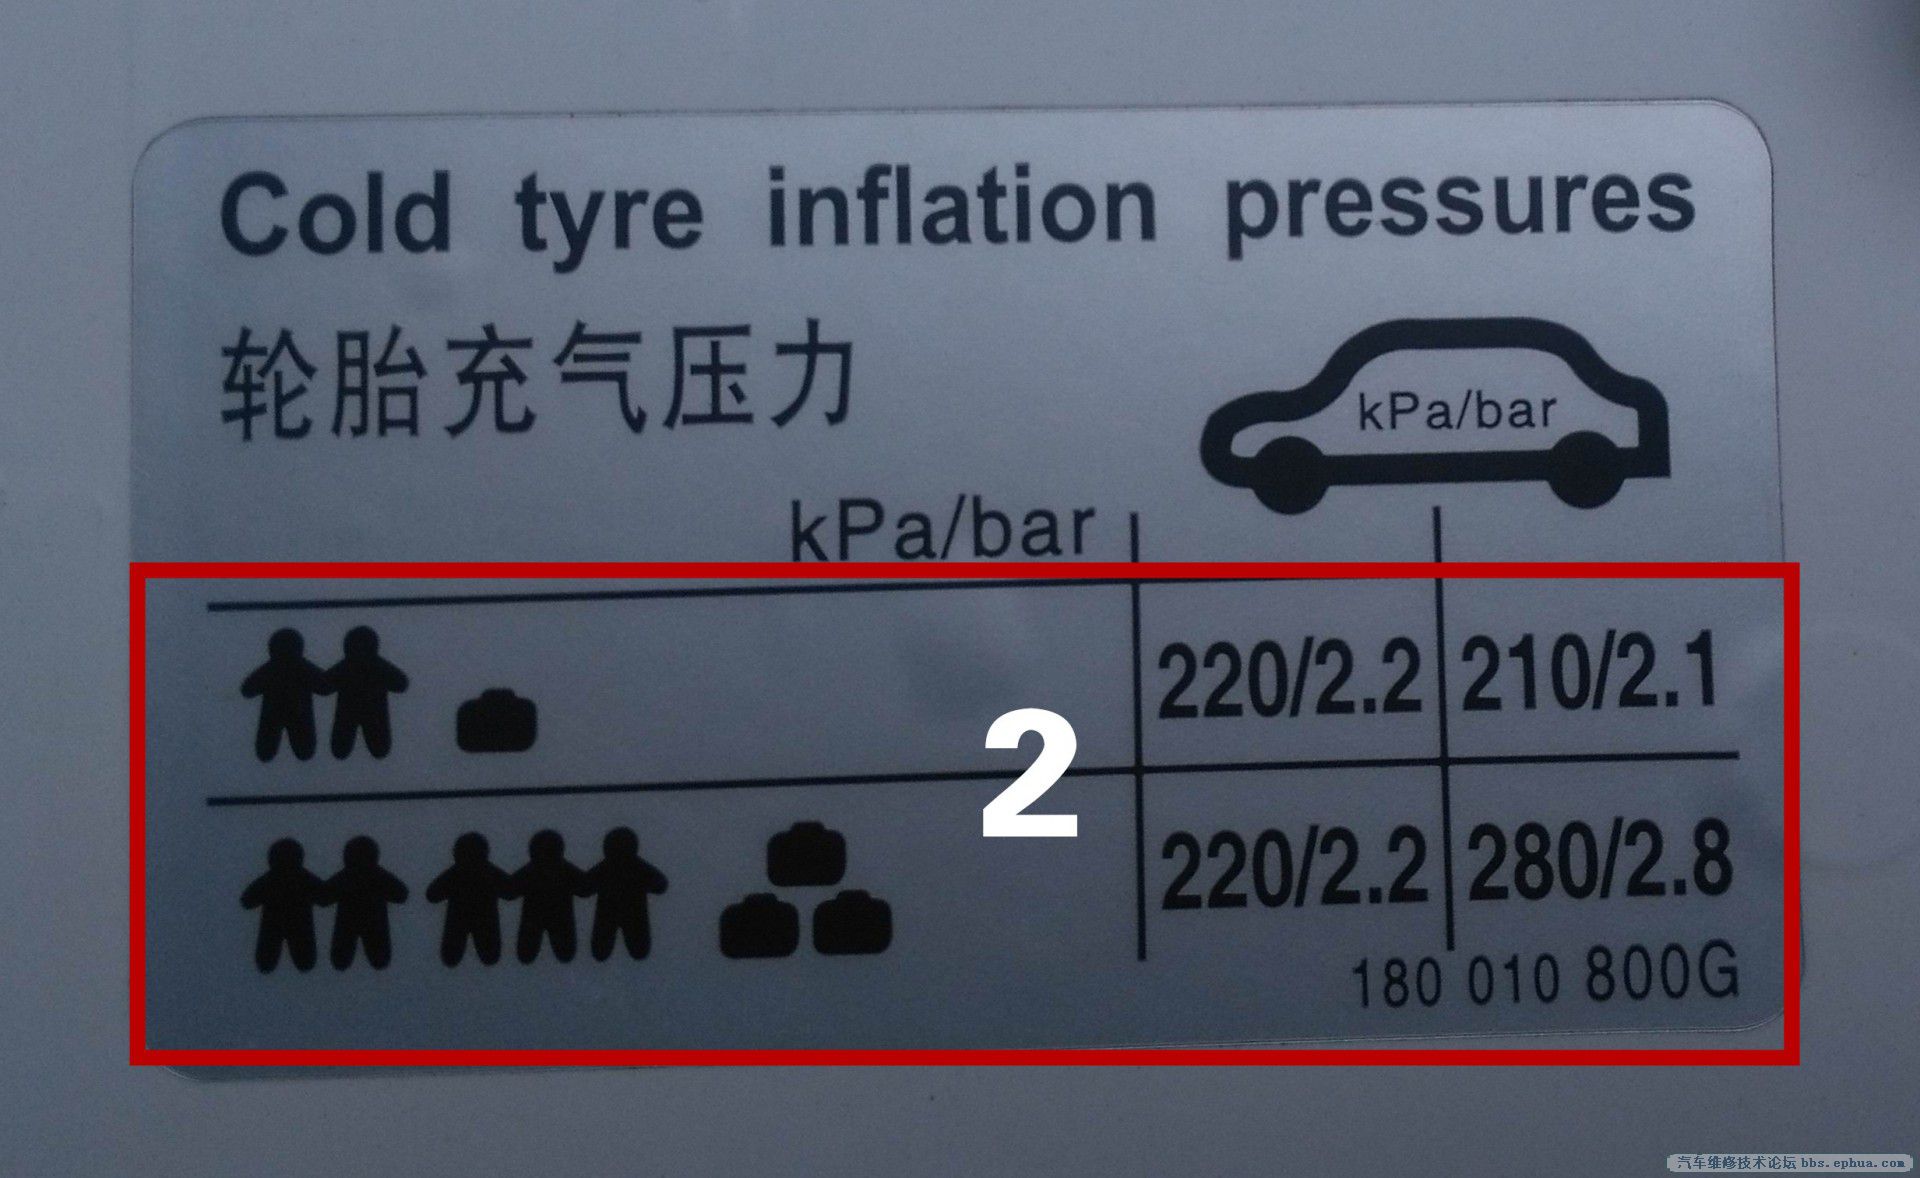 Cold tyre inflation pressures
轮胎充气压力
kPa/bar
kPa/bar
220/2.2 210/2.1
2
220/2.2 280/2.8
180 010 800G
汽车维修技术论坛 bbs.ephua.com